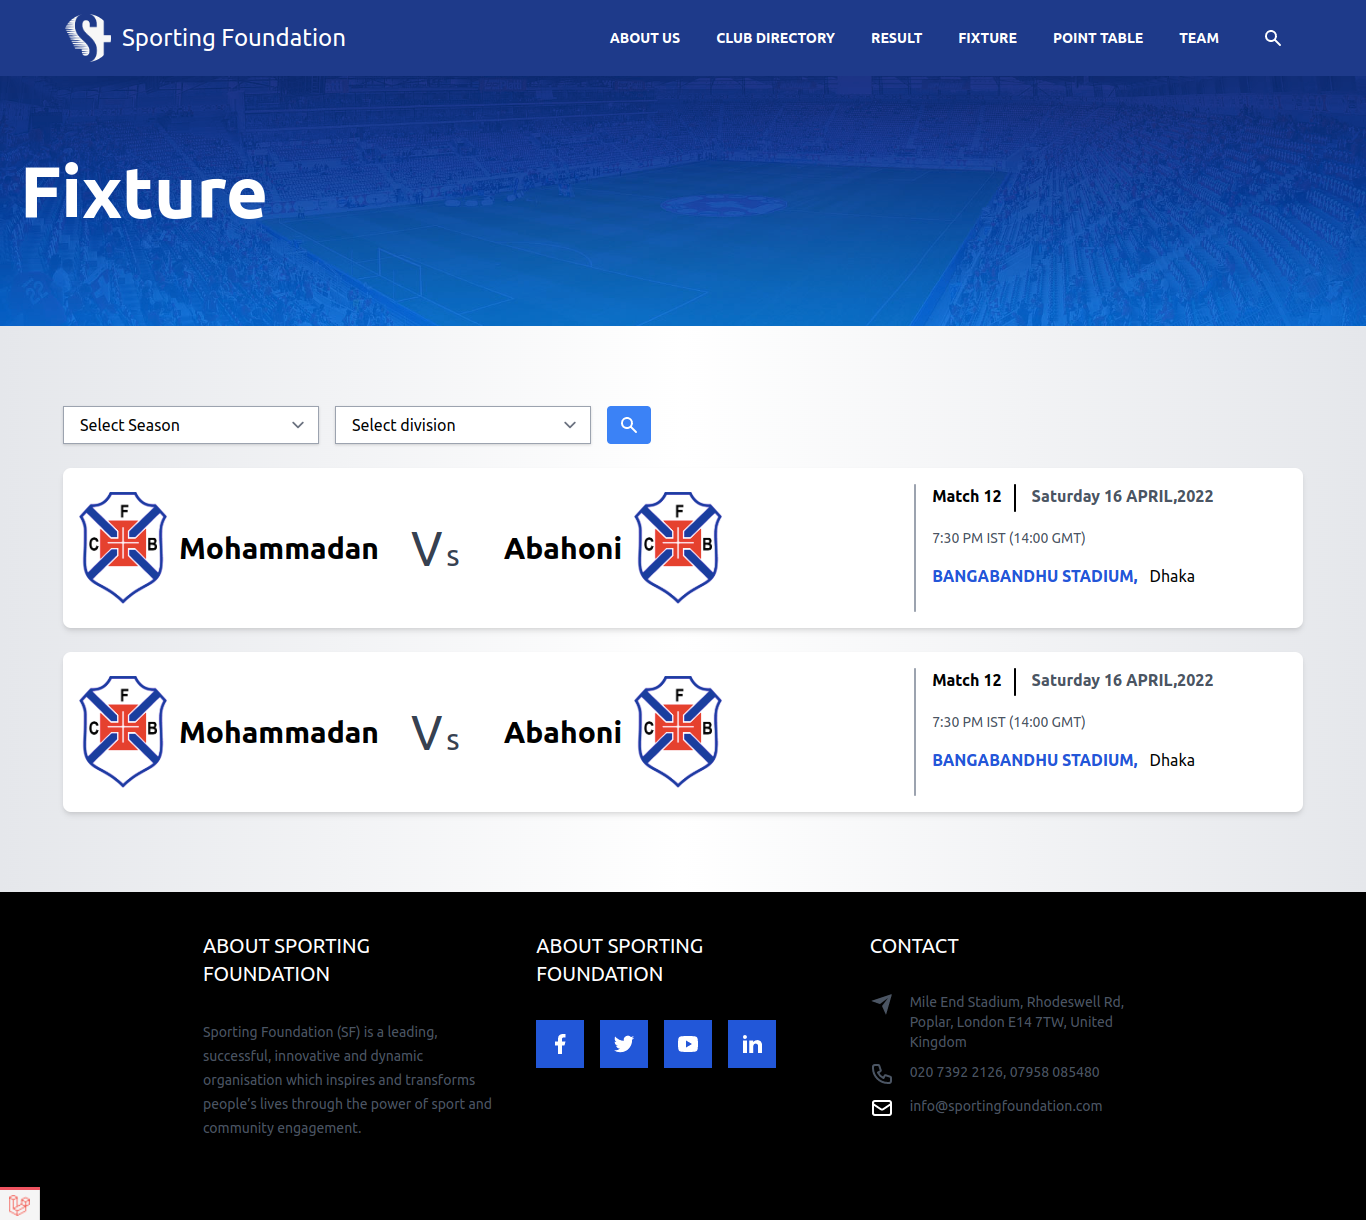 Sporting Foundation
ABOUT US CLUB DIRECTORY RESULT FIXTURE POINT TABLE TEAM
Fixture
Select Season
Select division
F
C B
Mohammadan
Vs
Abahoni
F
C B
Match 12
Saturday 16 APRIL,2022
7:30 PM IST (14:00 GMT)
BANGABANDHU STADIUM, Dhaka
F
C B
Mohammadan
Vs
Abahoni
F
C B
Match 12
Saturday 16 APRIL,2022
7:30 PM IST (14:00 GMT)
BANGABANDHU STADIUM, Dhaka
ABOUT SPORTING
FOUNDATION
Sporting Foundation (SF) is a leading,
successful, innovative and dynamic
organisation which inspires and transforms
people’s lives through the power of sport and
community engagement.
ABOUT SPORTING
FOUNDATION
CONTACT
Mile End Stadium, Rhodeswell Rd,
Poplar, London E14 7TW, United
Kingdom
020 7392 2126, 07958 085480
info@sportingfoundation.com